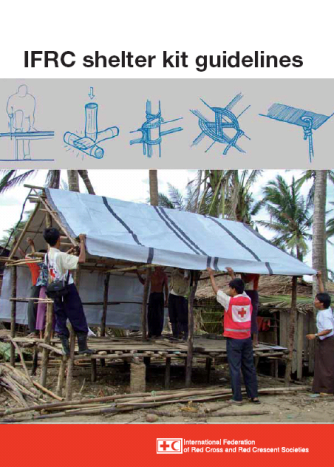 IFRC shelter kit guidelines
International Federation
of Red Cross and Red Crescent Societies